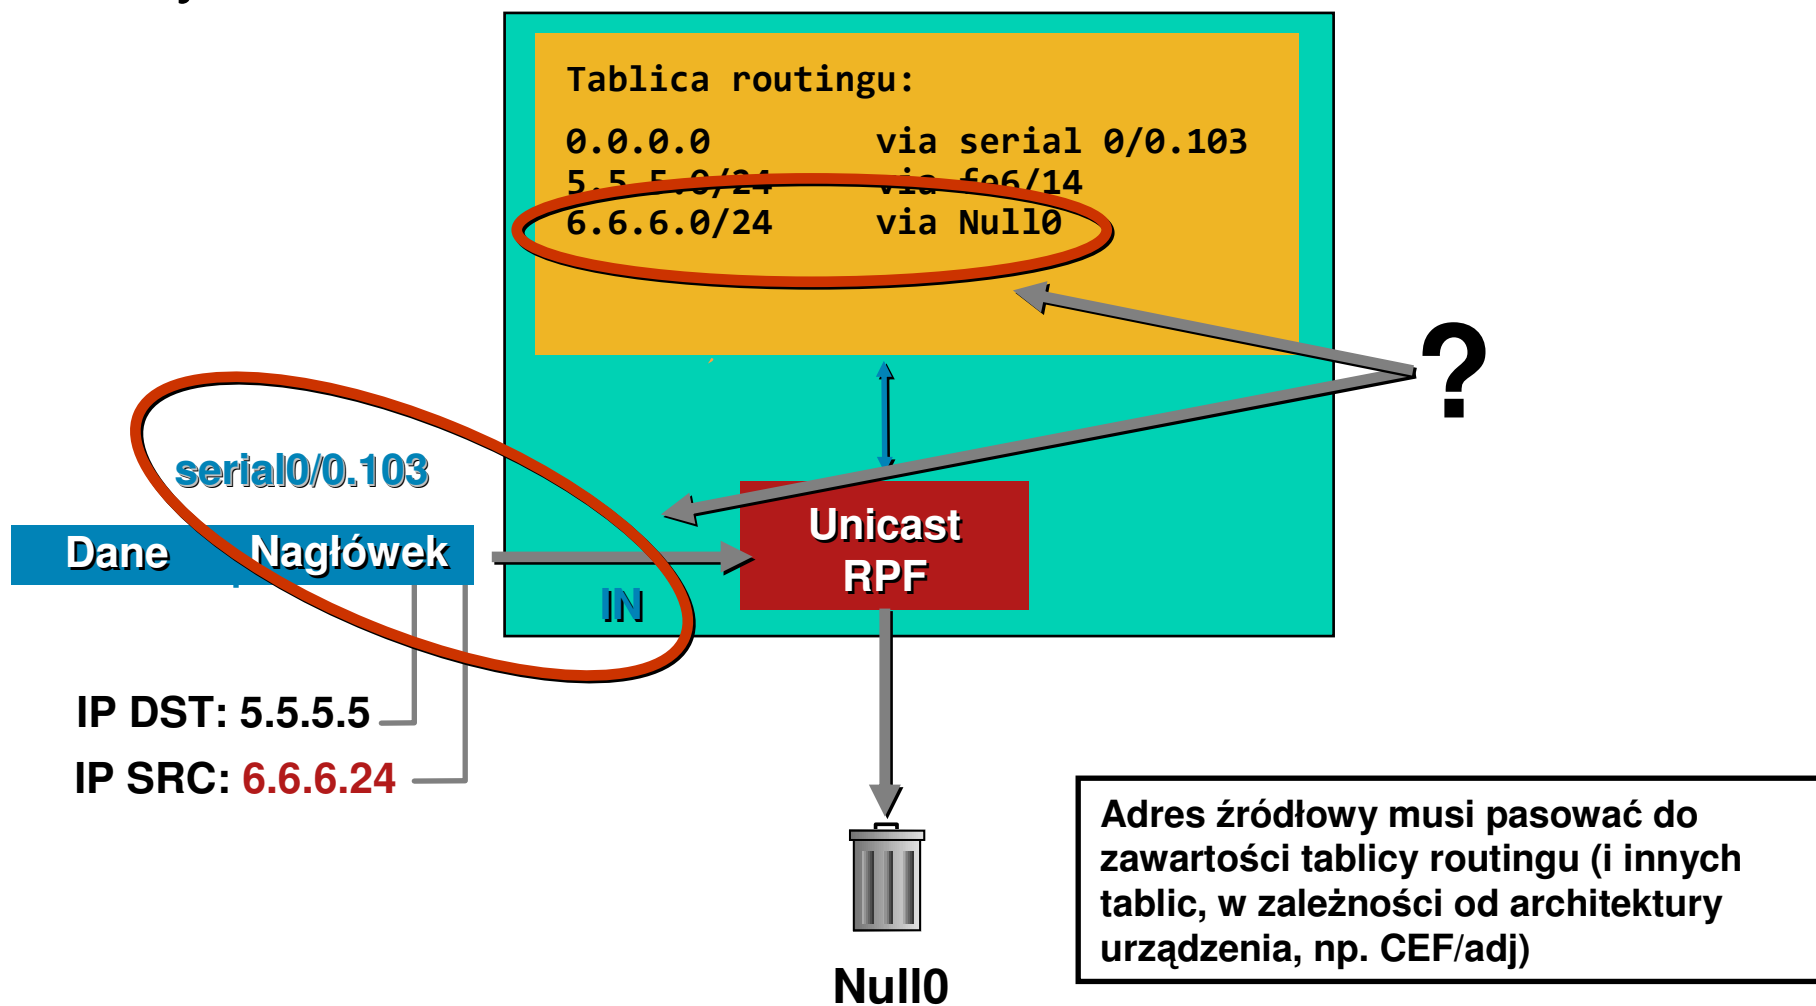 Tablica routingu:
0.0.0.0 via serial 0/0.103
5.5.5.0/24 via fe6/14
6.6.6.0/24 via Null0
?
serial0/0.103
Dane Nagłówek
Unicast
RPF
IN
IP DST: 5.5.5.5
IP SRC: 6.6.6.24
Adres źródłowy musi pasować do
zawartości tablicy routingu (i innych
tablic, w zależności od architektury
urządzenia, np. CEF/adj)
Null0